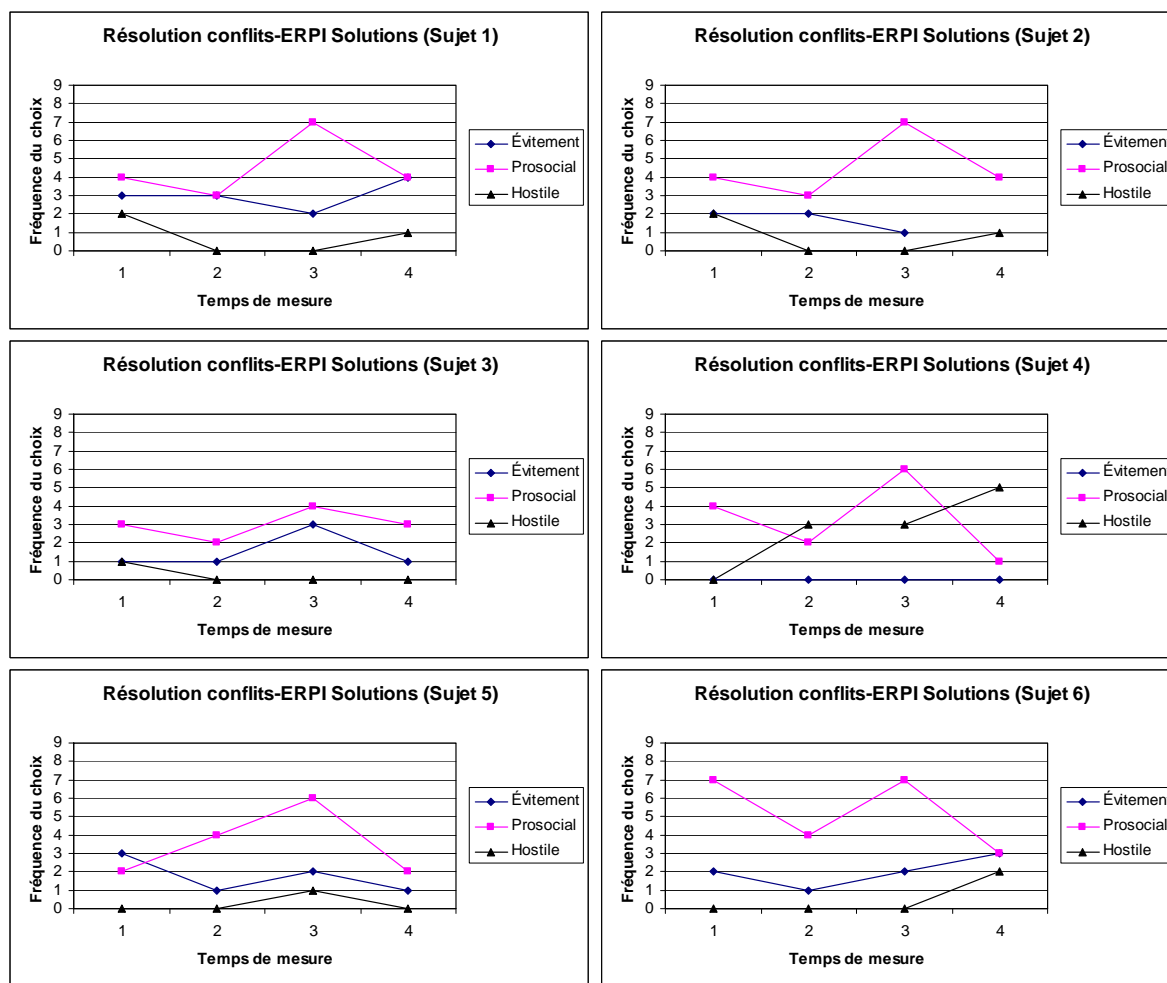 Résolution conflits-ERPI Solutions (Sujet 1)
9
8
7
6
5
4
3
2
1
0
Fréquence du choix
1 2 3 4
Temps de mesure
Évitement
Prosocial
Hostile
Résolution conflits-ERPI Solutions (Sujet 2)
9
8
7
6
5
4
3
2
1
0
Fréquence du choix
1 2 3 4
Temps de mesure
Évitement
Prosocial
Hostile
Résolution conflits-ERPI Solutions (Sujet 3)
9
8
7
6
5
4
3
2
1
0
Fréquence du choix
1 2 3 4
Temps de mesure
Évitement
Prosocial
Hostile
Résolution conflits-ERPI Solutions (Sujet 4)
9
8
7
6
5
4
3
2
1
0
Fréquence du choix
1 2 3 4
Temps de mesure
Évitement
Prosocial
Hostile
Résolution conflits-ERPI Solutions (Sujet 5)
9
8
7
6
5
4
3
2
1
0
Fréquence du choix
1 2 3 4
Temps de mesure
Évitement
Prosocial
Hostile
Résolution conflits-ERPI Solutions (Sujet 6)
9
8
7
6
5
4
3
2
1
0
Fréquence du choix
1 2 3 4
Temps de mesure
Évitement
Prosocial
Hostile